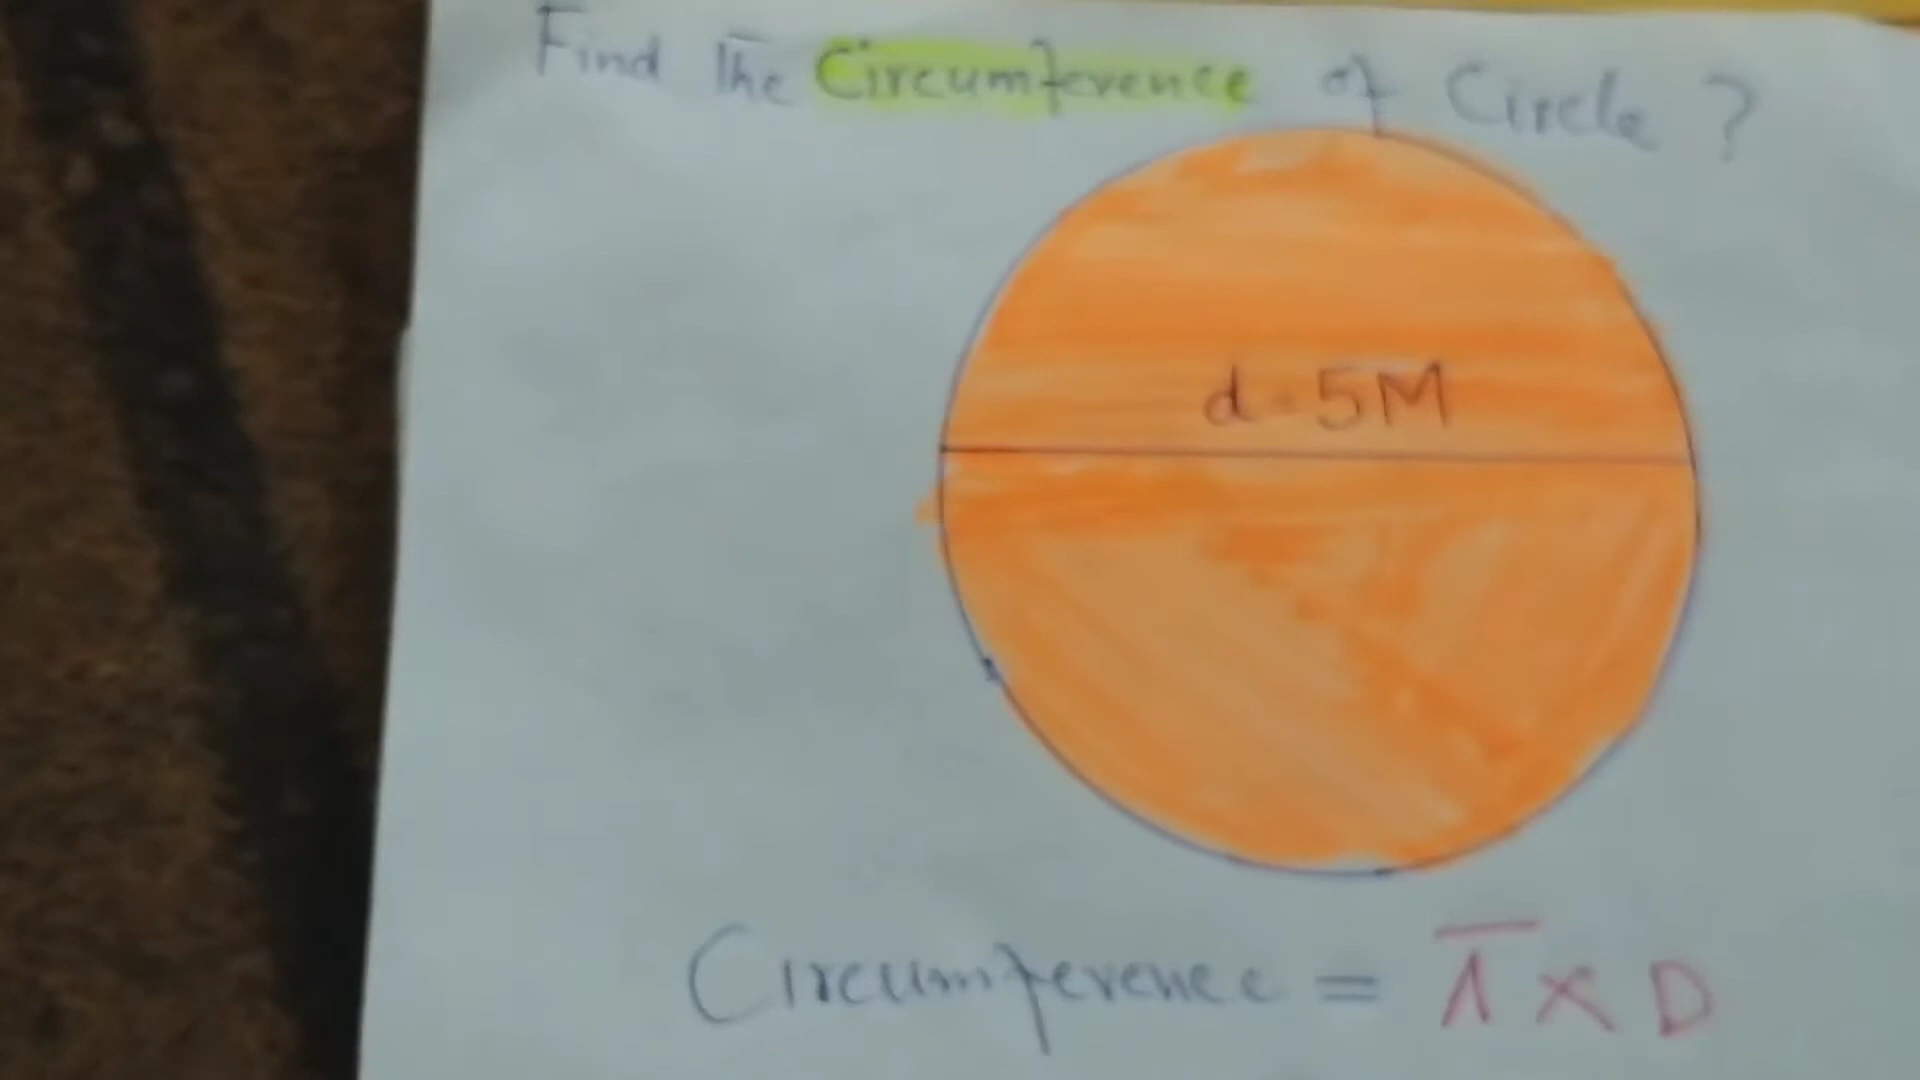 Find The Circumference of Circle ?
d = 5M
Circumference = π × D